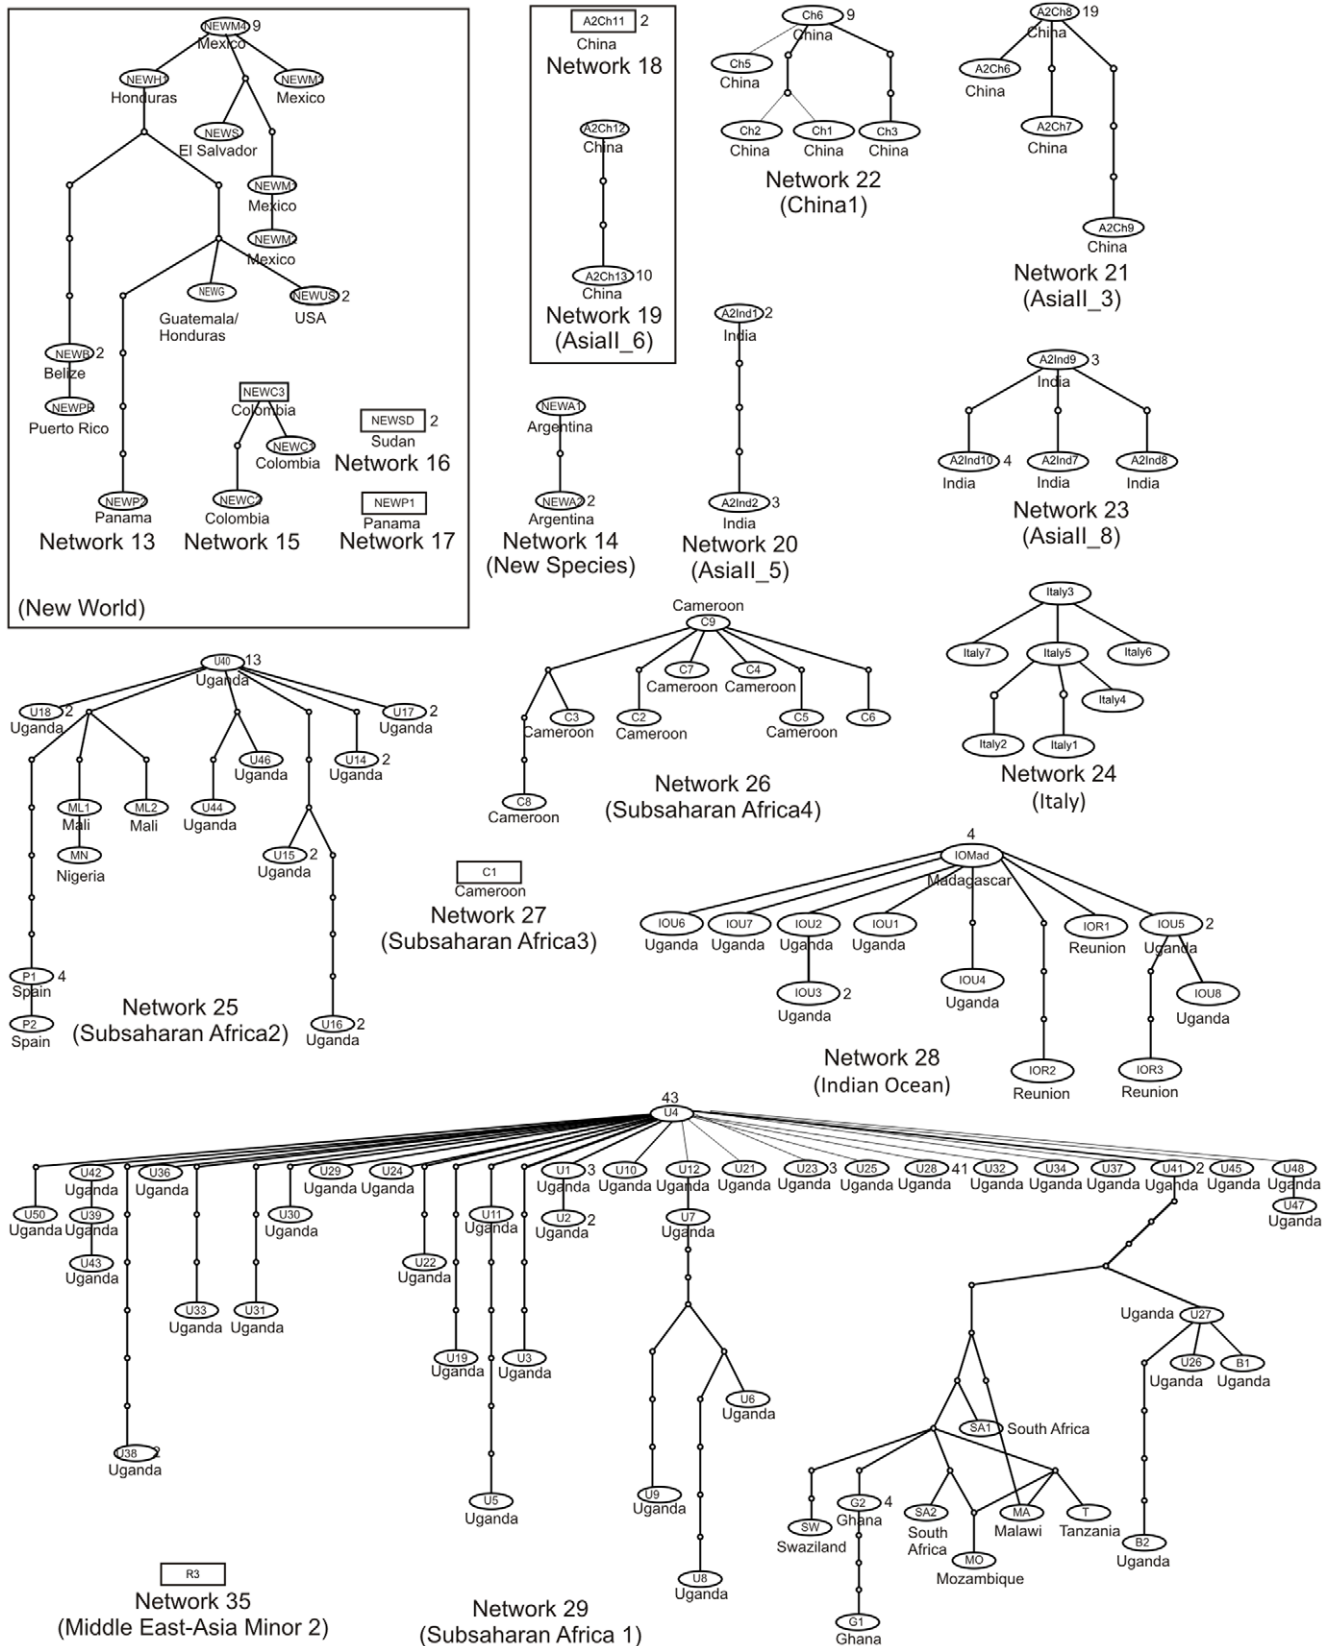 NEWM4 9
Mexico
NEWH1
Honduras
NEWM3
Mexico
NEWS
El Salvador
NEWM1
Mexico
NEWM2
Mexico
NEWG
Guatemala/
Honduras
NEWUS 2
USA
NEWB 2
Belize
NEWPR
Puerto Rico
NEWP2
Panama
Network 13
NEWC3
Colombia
NEWC1
Colombia
NEWC2
Colombia
Network 15
NEWSD 2
Sudan
Network 16
NEWP1
Panama
Network 17
(New World)
A2Ch11 2
China
Network 18
A2Ch12
China
A2Ch13 10
China
Network 19
(AsiaII_6)
Ch6 9
China
Ch5
China
Ch2
China
Ch1
China
Ch3
China
Network 22
(China1)
A2Ch8 19
China
A2Ch6
China
A2Ch7
China
A2Ch9
China
Network 21
(AsiaII_3)
NEWA1
Argentina
NEWA2 2
Argentina
Network 14
(New Species)
A2Ind1 2
India
A2Ind2 3
India
Network 20
(AsiaII_5)
A2Ind9 3
India
A2Ind10 4
India
A2Ind7
India
A2Ind8
India
Network 23
(AsiaII_8)
Italy3
Italy7
Italy5
Italy6
Italy4
Italy2
Italy1
Network 24
(Italy)
U40 13
Uganda
U18 2
Uganda
U17 2
Uganda
U46
Uganda
U14 2
Uganda
ML1
Mali
ML2
Mali
U44
Uganda
MN
Nigeria
U15 2
Uganda
P1 4
Spain
P2
Spain
U16 2
Uganda
Network 25
(Subsaharan Africa2)
Cameroon
C9
C7
Cameroon
C4
Cameroon
C3
Cameroon
C2
Cameroon
C5
Cameroon
C6
C8
Cameroon
Network 26
(Subsaharan Africa4)
C1
Cameroon
Network 27
(Subsaharan Africa3)
4
IOMad
Madagascar
IOU6
Uganda
IOU7
Uganda
IOU2
Uganda
IOU1
Uganda
IOR1
Reunion
IOU5 2
Uganda
IOU3 2
Uganda
IOU4
Uganda
IOU8
Uganda
IOR2
Reunion
IOR3
Reunion
Network 28
(Indian Ocean)
43
U4
U42
Uganda
U36
U29
Uganda
U24
Uganda
U1 3
Uganda
U10
Uganda
U12
Uganda
U21
Uganda
U23 3
Uganda
U25
Uganda
U28 41
Uganda
U32
Uganda
U34
Uganda
U37
Uganda
U41 2
Uganda
U45
Uganda
U48
Uganda
U50
Uganda
U39
Uganda
U30
Uganda
U11
Uganda
U2 2
Uganda
U7
Uganda
U47
Uganda
U43
Uganda
U22
Uganda
U33
Uganda
U31
Uganda
U19
Uganda
U3
Uganda
Uganda U27
U26
Uganda
B1
Uganda
U6
Uganda
SA1 South Africa
U38 2
Uganda
U5
Uganda
U9
Uganda
SW
Swaziland
G2 4
Ghana
SA2
South
Africa
MA
Malawi
T
Tanzania
MO
Mozambique
B2
Uganda
U8
Uganda
G1
Ghana
R3
Network 35
(Middle East-Asia Minor 2)
Network 29
(Subsaharan Africa 1)